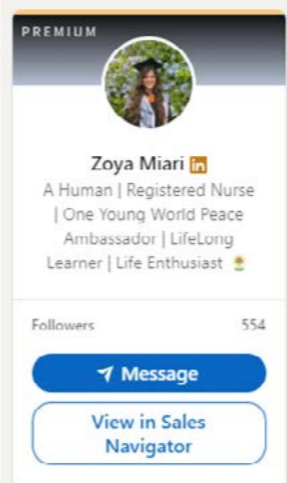 PREMIUM
Zoya Miari in
A Human | Registered Nurse
| One Young World Peace
Ambassador | LifeLong
Learner | Life Enthusiast 🌻
Followers 554
Message
View in Sales
Navigator